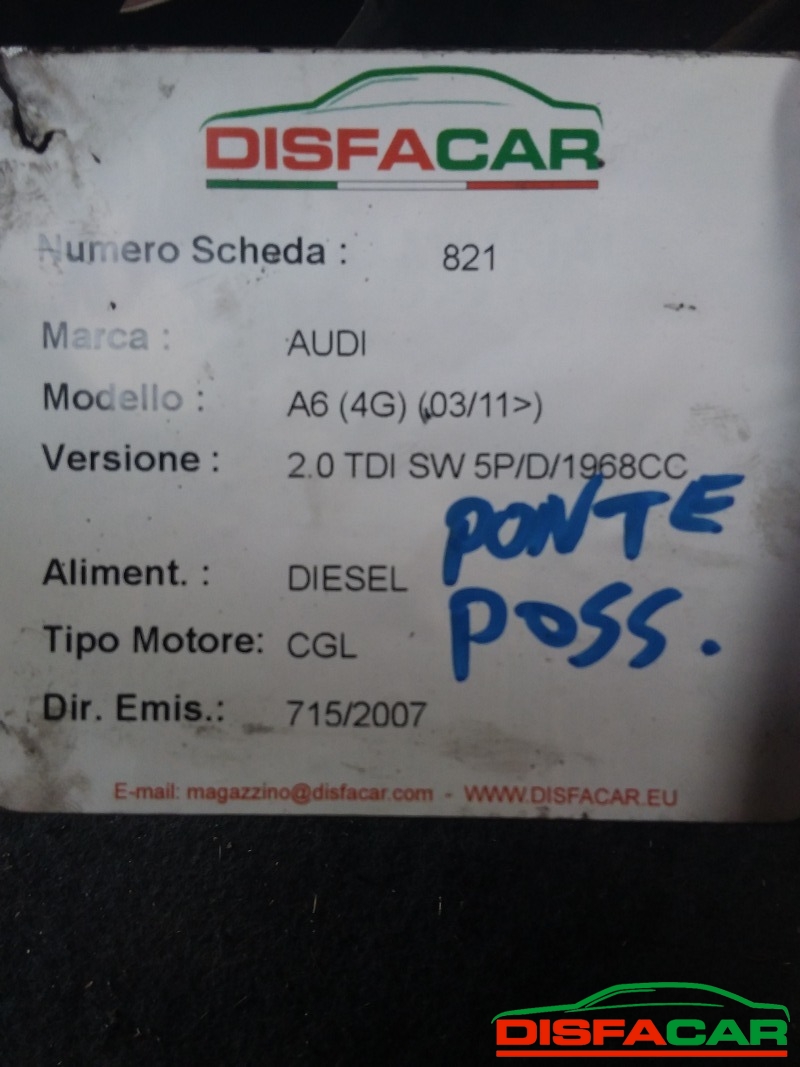 DISFACAR
Numero Scheda : 821
Marca : AUDI
Modello : A6 (4G) (03/11>)
Versione : 2.0 TDI SW 5P/D/1968CC
PONTE
POSS.
Aliment. : DIESEL
Tipo Motore: CGL
Dir. Emis.: 715/2007
E-mail: magazzino@disfacar.com - WWW.DISFACAR.EU
DISFACAR